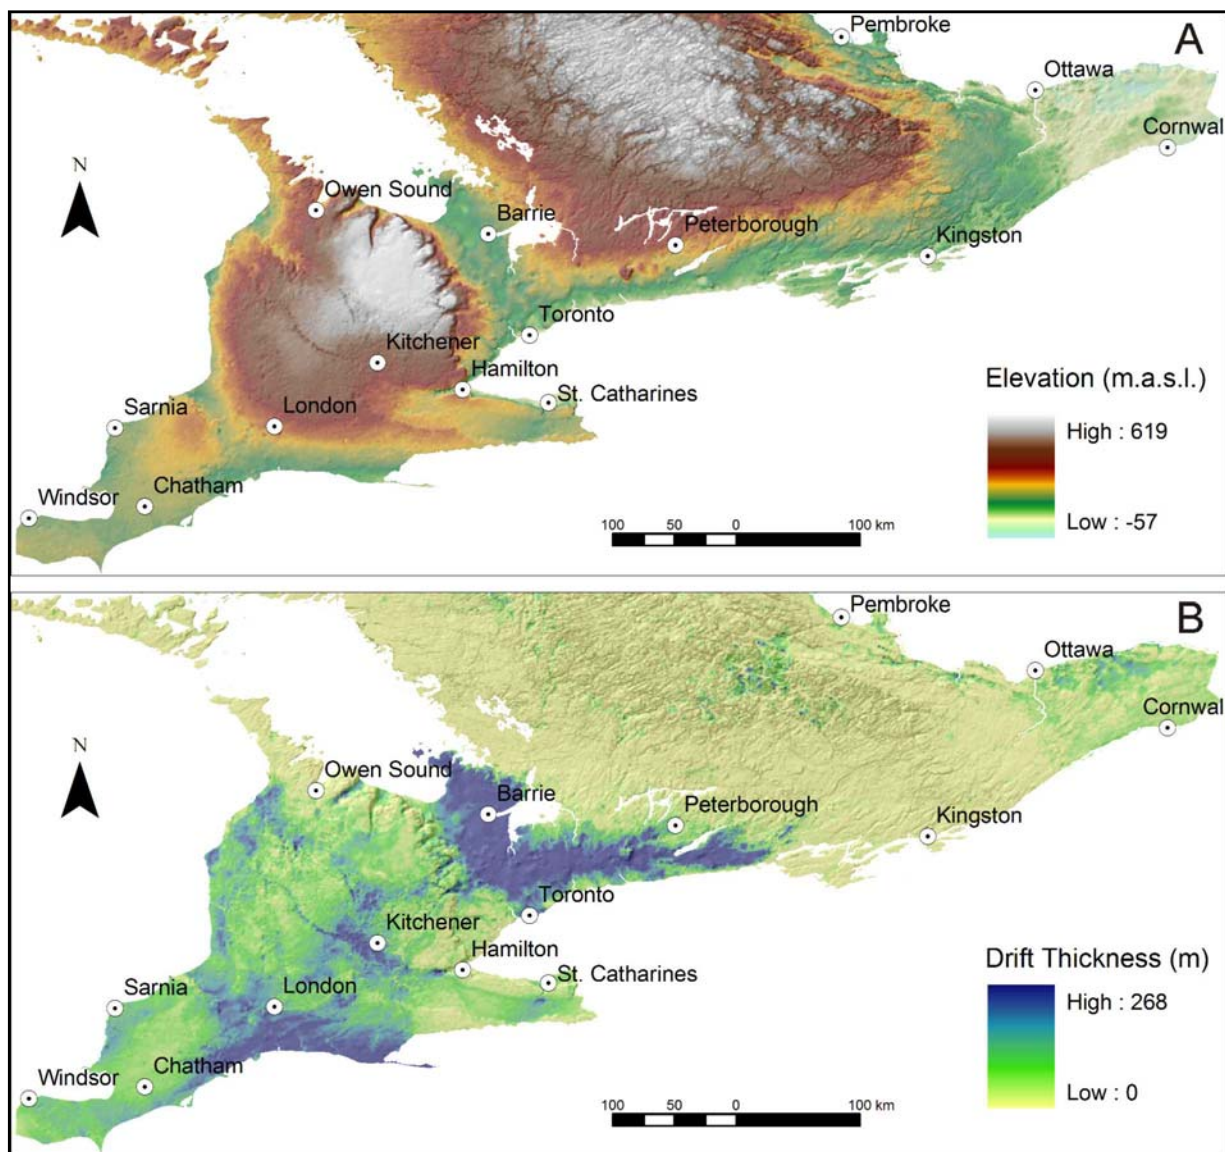 Pembroke
A
Ottawa
Cornwal
N
Owen Sound
Barrie
Peterborough
Kingston
Toronto
Kitchener
Hamilton
Elevation (m.a.s.l.)
St. Catharines
Sarnia
London
High : 619
Chatham
Windsor
Low : -57
100 50 0 100 km
Pembroke
B
Ottawa
Cornwal
N
Owen Sound
Barrie
Peterborough
Kingston
Toronto
Kitchener
Hamilton
Drift Thickness (m)
St. Catharines
Sarnia
London
High : 268
Chatham
Windsor
Low : 0
100 50 0 100 km